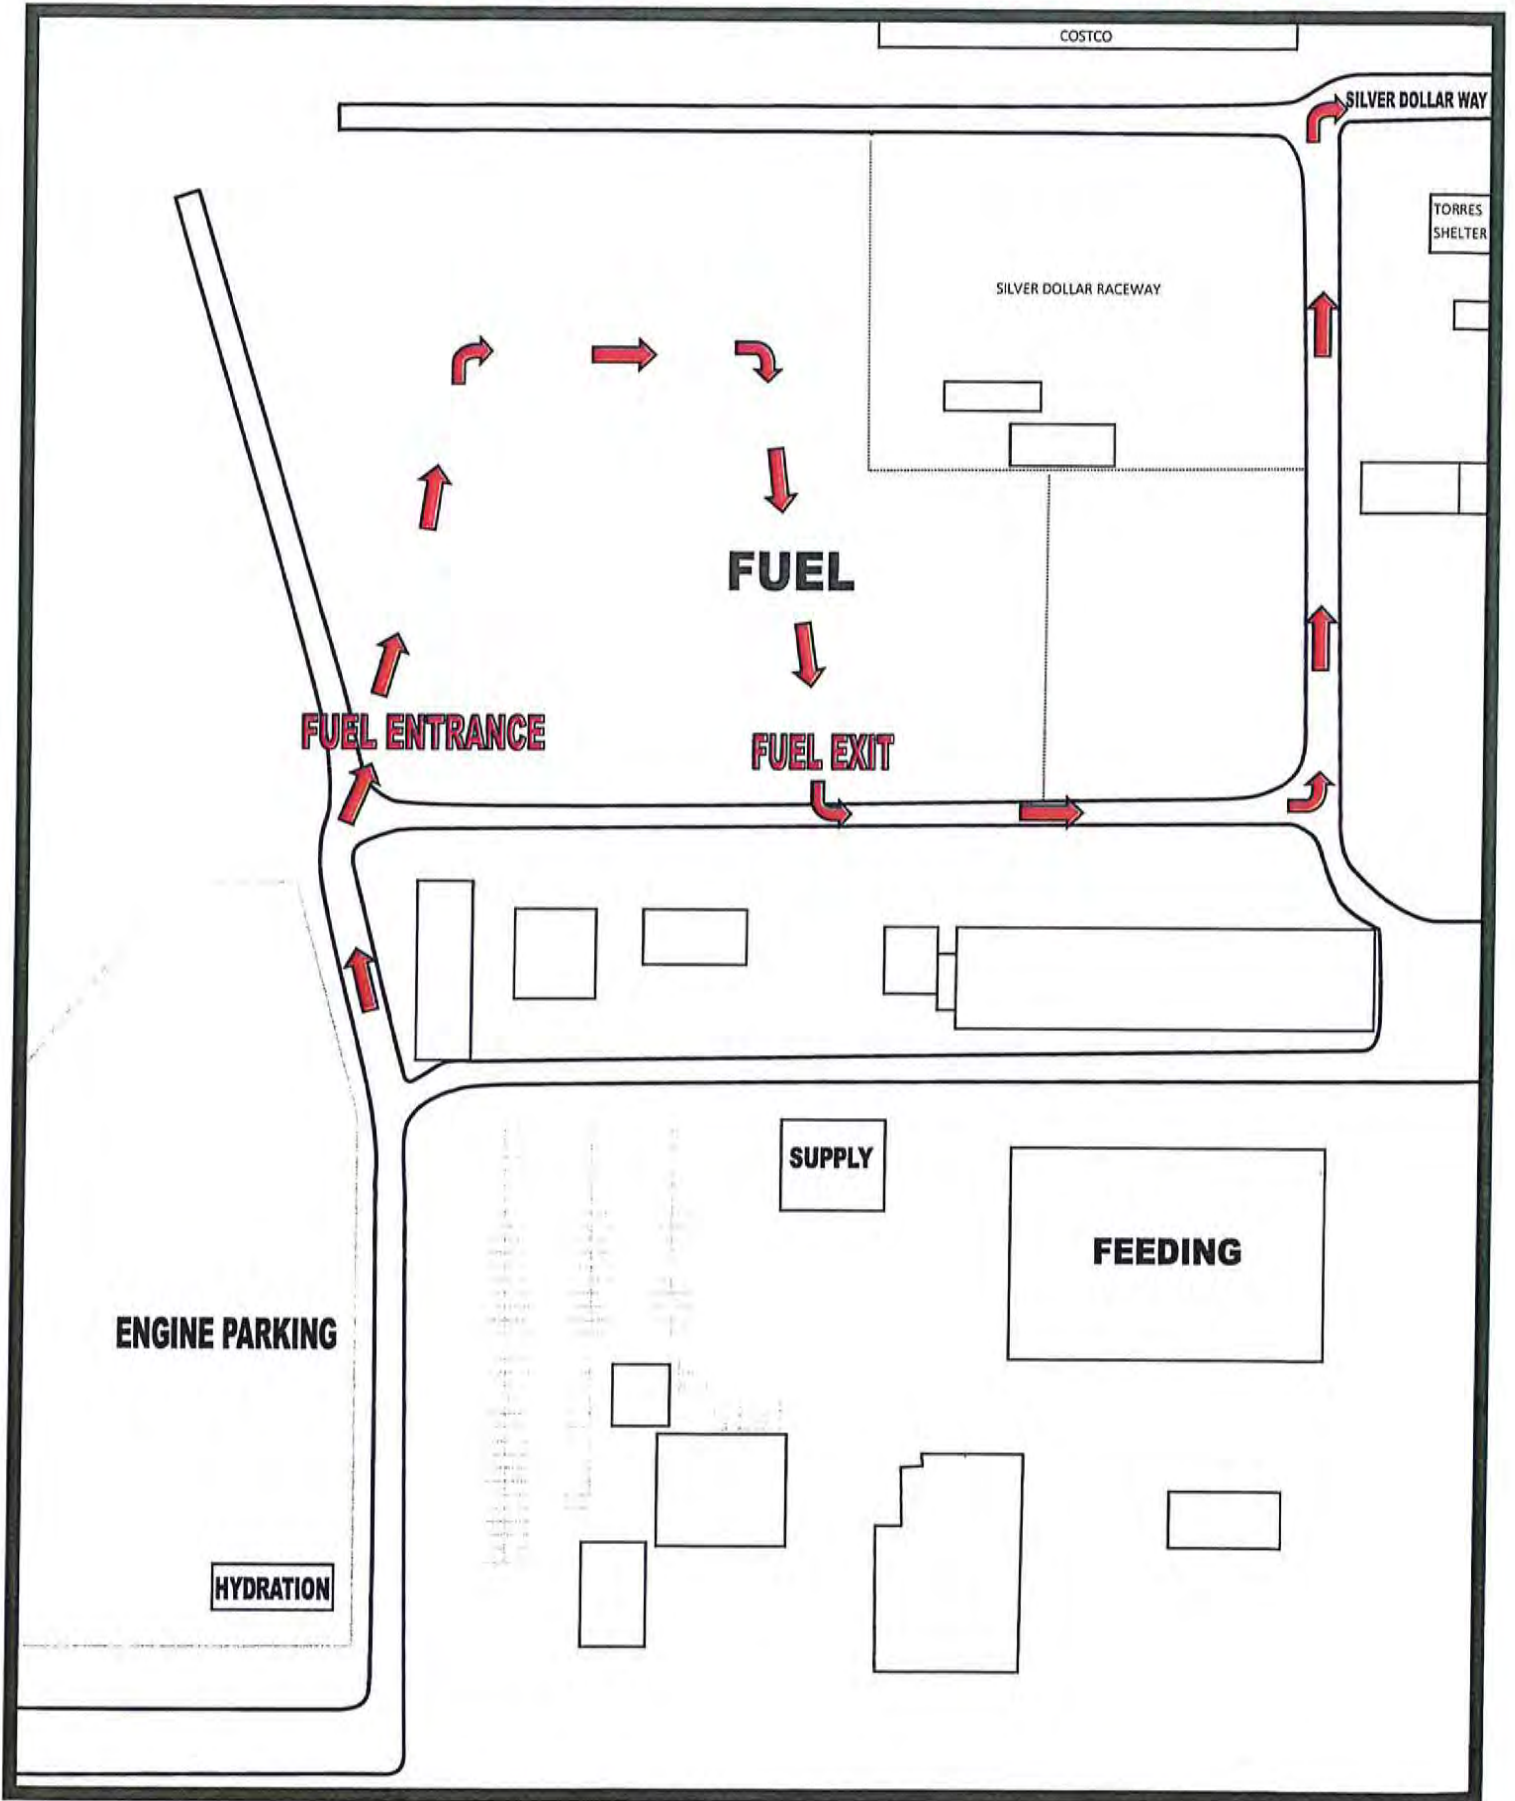 COSTCO
SILVER DOLLAR WAY
TORRES
SHELTER
SILVER DOLLAR RACEWAY
FUEL
FUEL ENTRANCE
FUEL EXIT
SUPPLY
FEEDING
ENGINE PARKING
HYDRATION